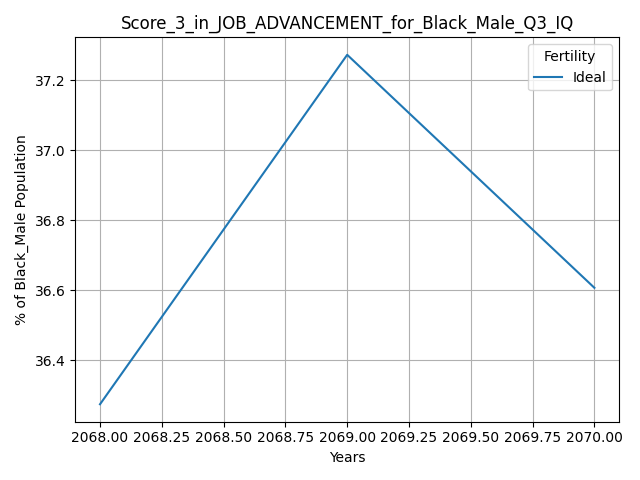 Score_3_in_JOB_ADVANCEMENT_for_Black_Male_Q3_IQ
Fertility
Ideal
% of Black_Male Population
37.2
37.0
36.8
36.6
36.4
2068.00 2068.25 2068.50 2068.75 2069.00 2069.25 2069.50 2069.75 2070.00
Years